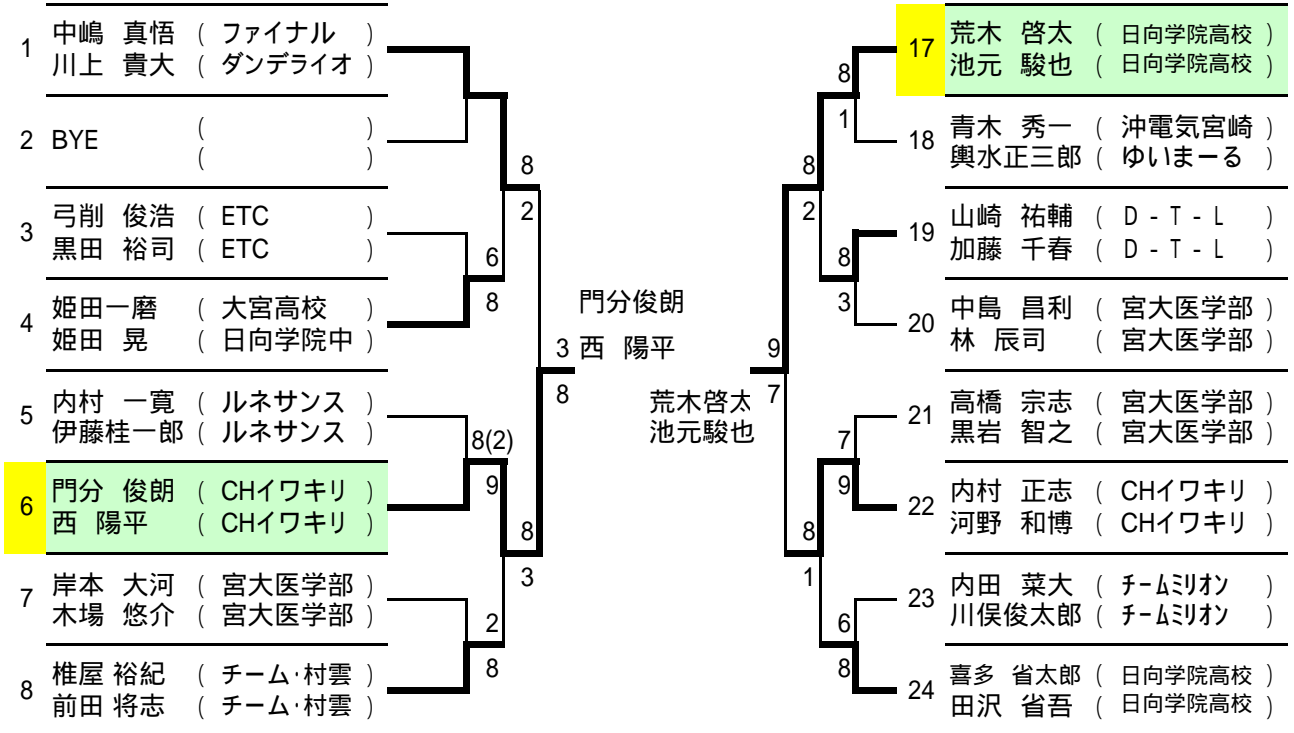 1 中嶋 真悟 ( ファイナル )
川上 貴大 ( ダンデライオ )
2 BYE ( )
( )
3 弓削 俊浩 ( ETC )
黒田 裕司 ( ETC )
4 姫田一磨 ( 大宮高校 )
姫田 晃 ( 日向学院中 )
5 内村 一寛 ( ルネサンス )
伊藤桂一郎 ( ルネサンス )
6 門分 俊朗 ( CHイワキリ )
西 陽平 ( CHイワキリ )
7 岸本 大河 ( 宮大医学部 )
木場 悠介 ( 宮大医学部 )
8 椎屋 裕紀 ( チーム・村雲 )
前田 将志 ( チーム・村雲 )
8
2
6
8
8(2)
9
8
3
2
8
3
8
門分俊朗
西 陽平
荒木啓太
池元駿也
9
7
8
1
8
2
8
3
7
9
8
1
6
8
17 荒木 啓太 ( 日向学院高校 )
池元 駿也 ( 日向学院高校 )
18 青木 秀一 ( 沖電気宮崎 )
輿水正三郎 ( ゆいまーる )
19 山崎 祐輔 ( D - T - L )
加藤 千春 ( D - T - L )
20 中島 昌利 ( 宮大医学部 )
林 辰司 ( 宮大医学部 )
21 高橋 宗志 ( 宮大医学部 )
黒岩 智之 ( 宮大医学部 )
22 内村 正志 ( CHイワキリ )
河野 和博 ( CHイワキリ )
23 内田 菜大 ( ﾁｰﾑﾐﾘｵﾝ )
川俣俊太郎 ( ﾁｰﾑﾐﾘｵﾝ )
24 喜多 省太郎 ( 日向学院高校 )
田沢 省吾 ( 日向学院高校 )